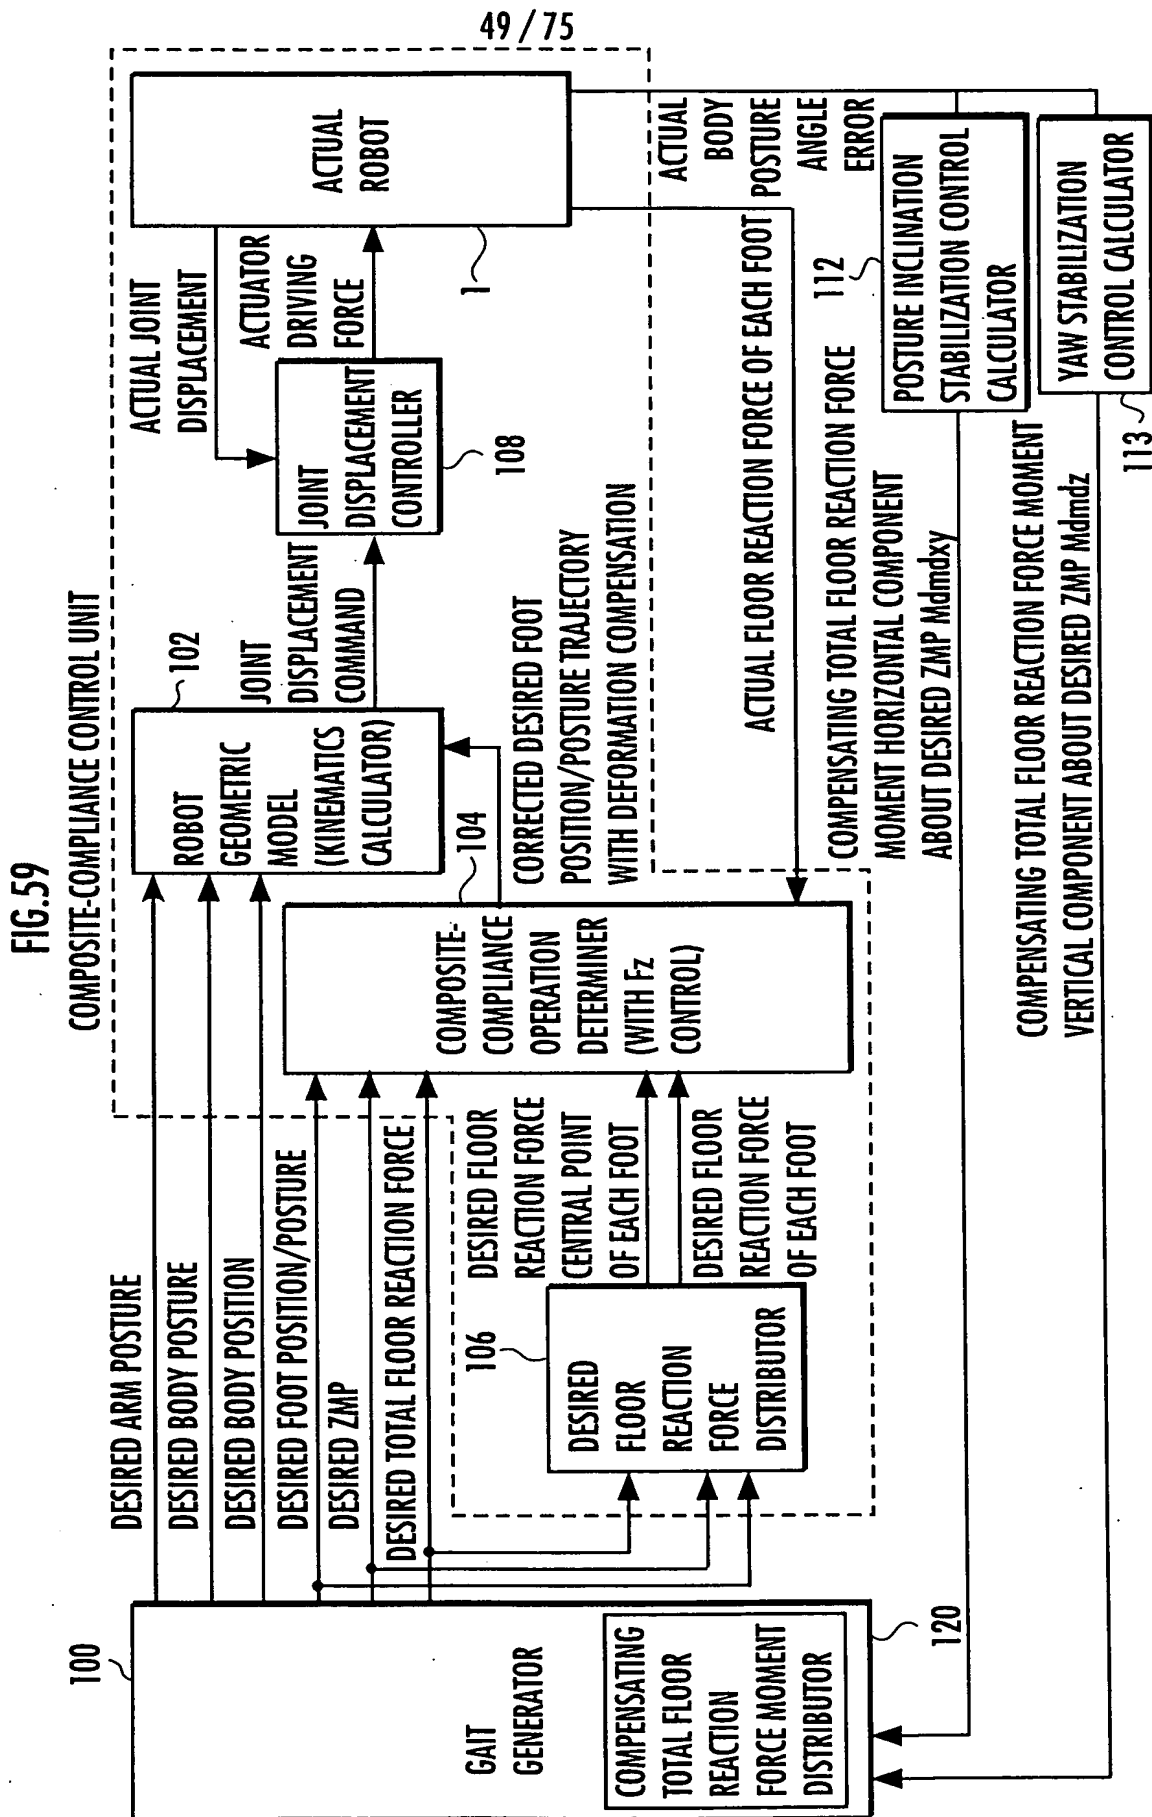 49 / 75
FIG.59
COMPOSITE-COMPLIANCE CONTROL UNIT
100
GAIT
GENERATOR
COMPENSATING
TOTAL FLOOR
REACTION
FORCE MOMENT
DISTRIBUTOR
120
DESIRED ARM POSTURE
DESIRED BODY POSTURE
DESIRED BODY POSITION
DESIRED FOOT POSITION/POSTURE
DESIRED ZMP
DESIRED TOTAL FLOOR REACTION FORCE
106
DESIRED
FLOOR
REACTION
FORCE
DISTRIBUTOR
DESIRED FLOOR
REACTION FORCE
CENTRAL POINT
OF EACH FOOT
DESIRED FLOOR
REACTION FORCE
OF EACH FOOT
104
COMPOSITE-
COMPLIANCE
OPERATION
DETERMINER
(WITH Fz
CONTROL)
102
ROBOT
GEOMETRIC
MODEL
(KINEMATICS
CALCULATOR)
CORRECTED DESIRED FOOT
POSITION/POSTURE TRAJECTORY
WITH DEFORMATION COMPENSATION
JOINT
DISPLACEMENT
COMMAND
JOINT
DISPLACEMENT
CONTROLLER
108
ACTUAL JOINT
DISPLACEMENT
ACTUATOR
DRIVING
FORCE
ACTUAL
ROBOT
1
ACTUAL FLOOR REACTION FORCE OF EACH FOOT
ACTUAL
BODY
POSTURE
ANGLE
ERROR
112
POSTURE INCLINATION
STABILIZATION CONTROL
CALCULATOR
COMPENSATING TOTAL FLOOR REACTION FORCE
MOMENT HORIZONTAL COMPONENT
ABOUT DESIRED ZMP Mdmdxy
YAW STABILIZATION
CONTROL CALCULATOR
113
COMPENSATING TOTAL FLOOR REACTION FORCE MOMENT
VERTICAL COMPONENT ABOUT DESIRED ZMP Mdmdz